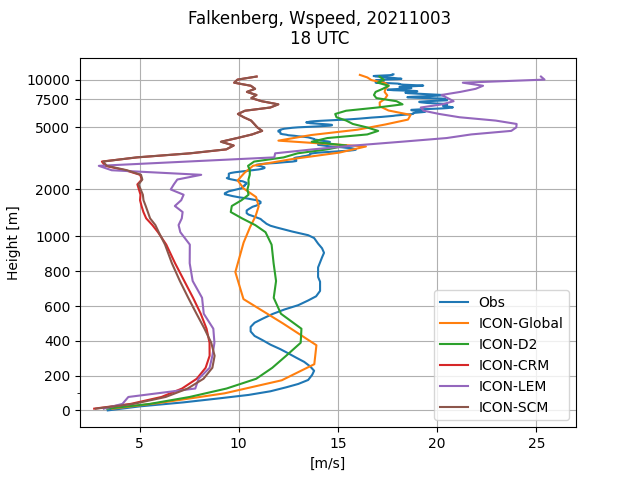 Falkenberg, Wspeed, 20211003
18 UTC
Height [m]
10000
7500
5000
2000
1000
800
600
400
200
0
5
10
15
20
25
[m/s]
Obs
ICON-Global
ICON-D2
ICON-CRM
ICON-LEM
ICON-SCM